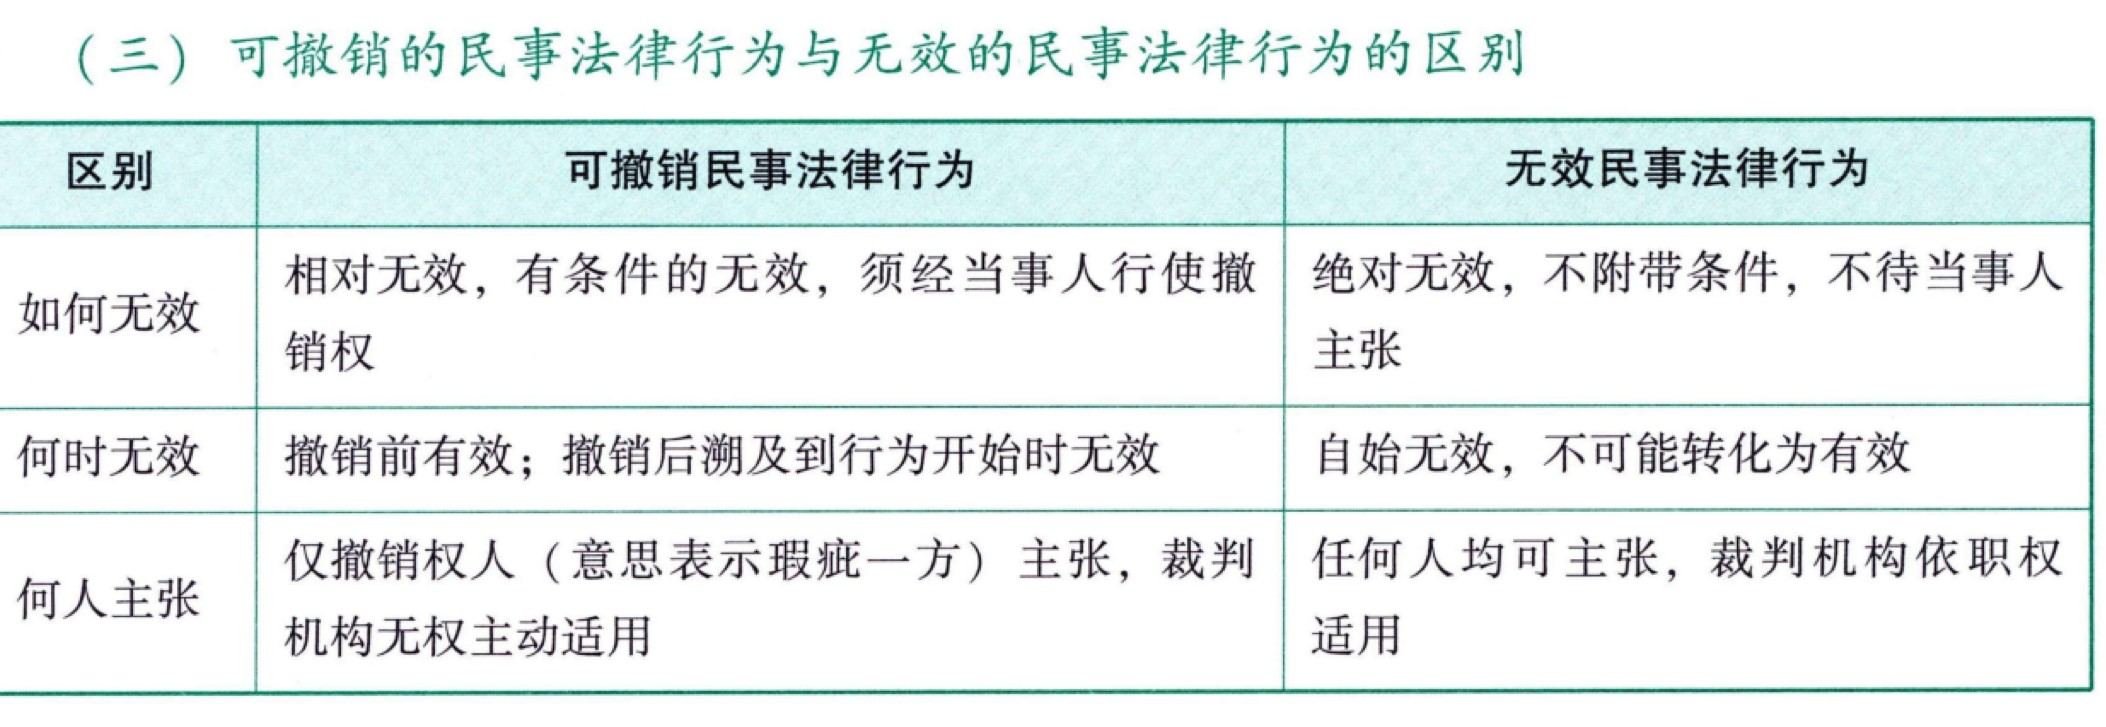 （三）可撤销的民事法律行为与无效的民事法律行为的区别
区别
可撤销民事法律行为
无效民事法律行为
如何无效
相对无效，有条件的无效，须经当事人行使撤
销权
绝对无效，不附带条件，不待当事人
主张
何时无效
撤销前有效；撤销后溯及到行为开始时无效
自始无效，不可能转化为有效
何人主张
仅撤销权人（意思表示瑕疵一方）主张，裁判
机构无权主动适用
任何人均可主张，裁判机构依职权
适用